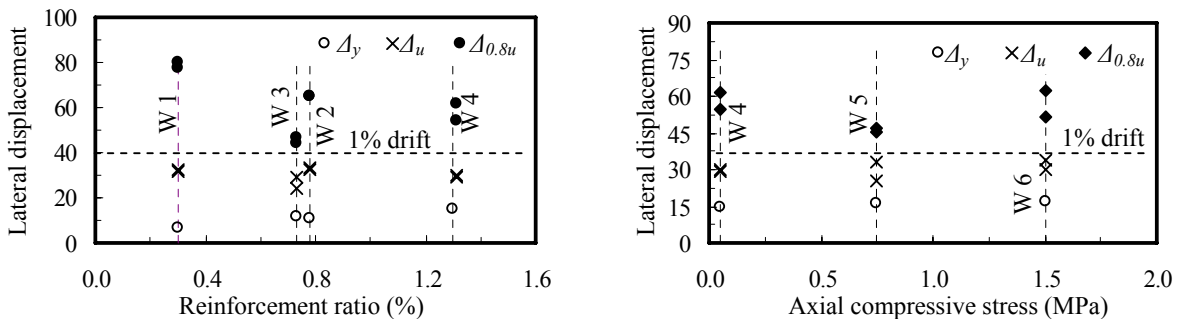 Lateral displacement
100
80
60
40
20
0
Δy Δu Δ0.8u
W 1
W 3
W 2
W 4
1% drift
0.0 0.4 0.8 1.2 1.6
Reinforcement ratio (%)
Lateral displacement
90
75
60
45
30
15
0
Δy Δu Δ0.8u
W 4
W 5
W 6
1% drift
0.0 0.5 1.0 1.5 2.0
Axial compressive stress (MPa)